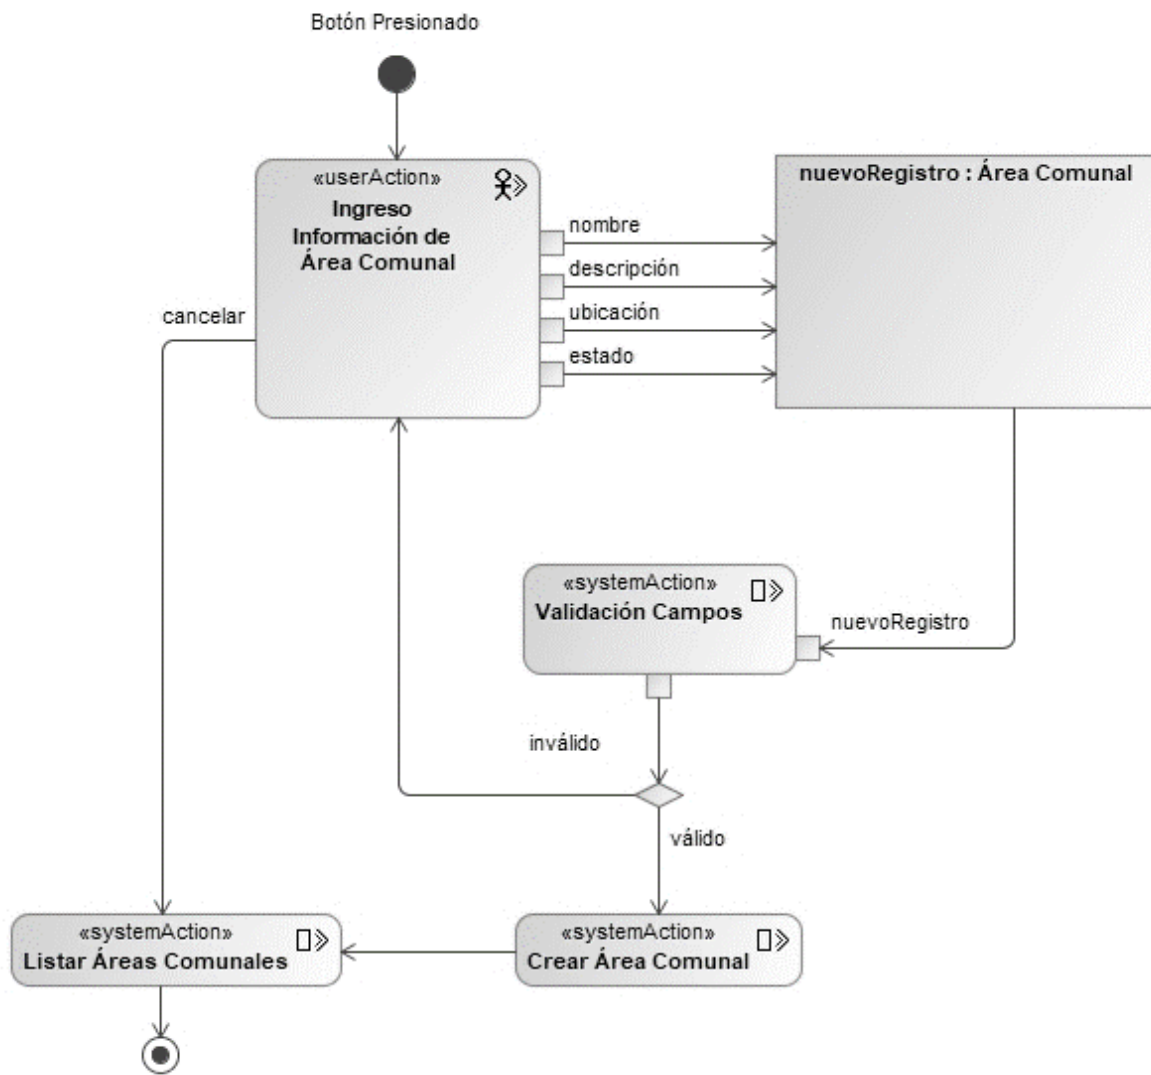 Botón Presionado
«userAction»
Ingreso
Información de
Área Comunal
nuevoRegistro : Área Comunal
nombre
descripción
ubicación
estado
cancelar
«systemAction»
Validación Campos
nuevoRegistro
inválido
válido
«systemAction»
Listar Áreas Comunales
«systemAction»
Crear Área Comunal